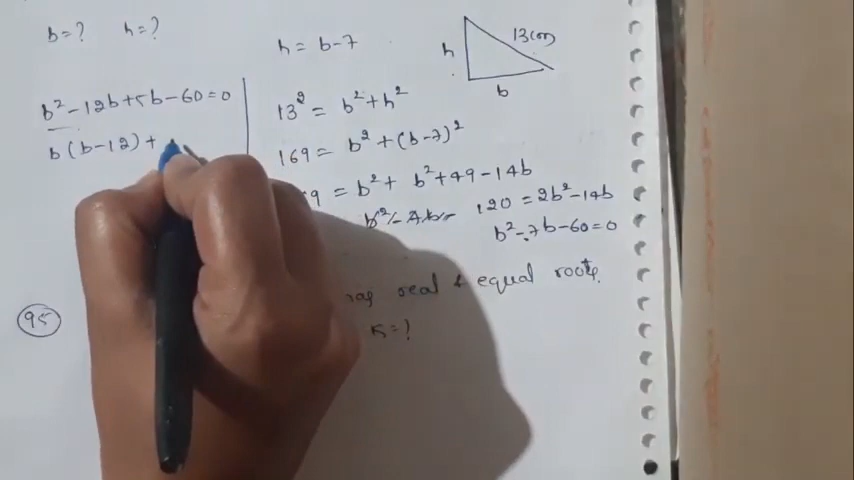 b=? h=?
h = b-7
h
13cm
b
b² - 12b + 5b - 60 = 0
b(b-12) +
13² = b² + h²
169 = b² + (b-7)²
9 = b² + b² + 49 - 14b
120 = 2b² - 14b
b² - 7b - 60 = 0
real & equal roots.
95
K=?